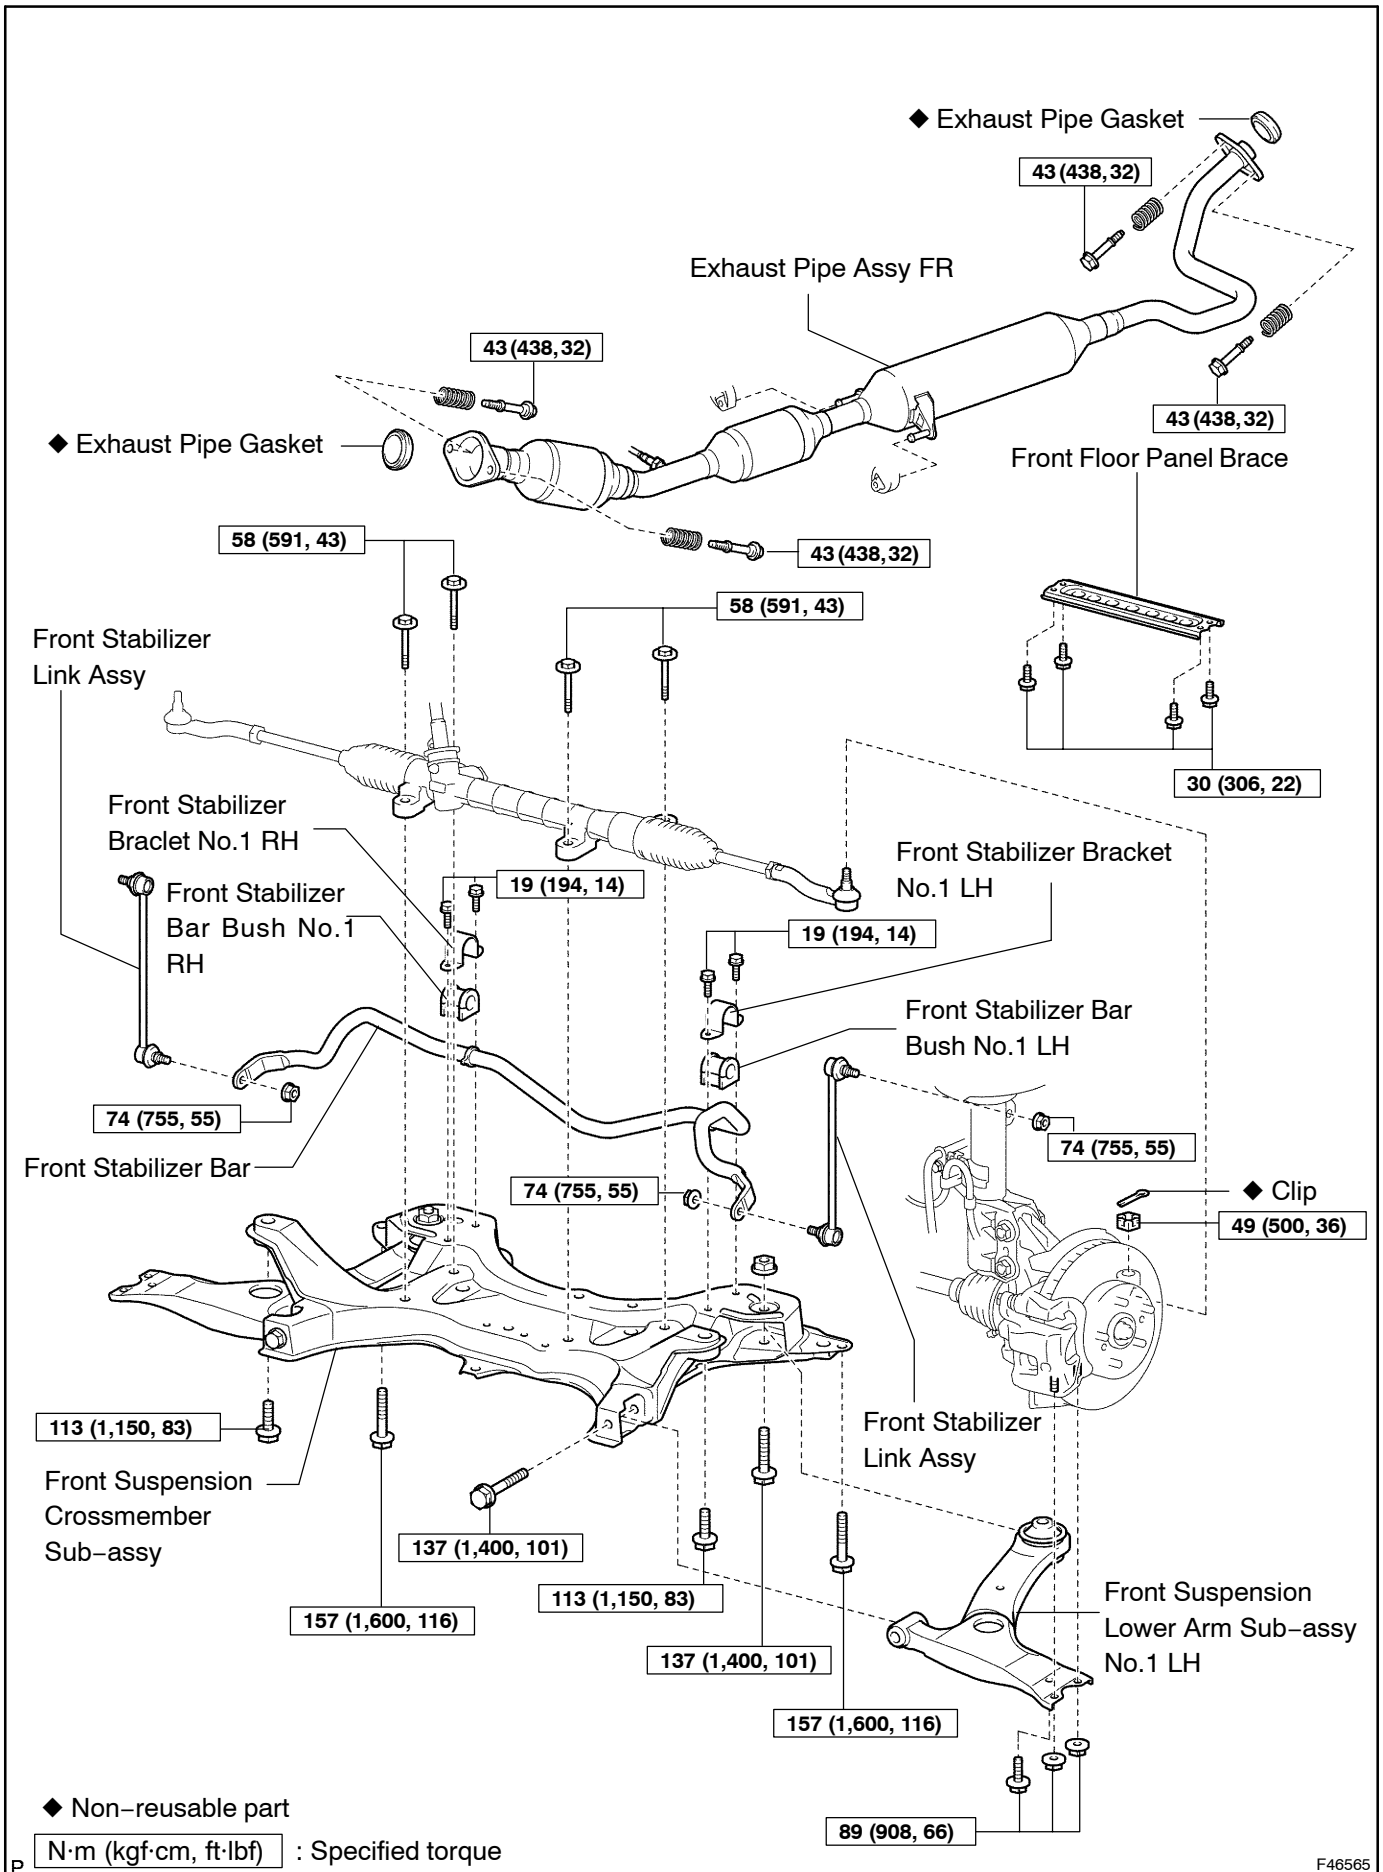 ◆ Exhaust Pipe Gasket
43 (438, 32)
Exhaust Pipe Assy FR
43 (438, 32)
43 (438, 32)
◆ Exhaust Pipe Gasket
Front Floor Panel Brace
58 (591, 43)
43 (438, 32)
58 (591, 43)
Front Stabilizer
Link Assy
30 (306, 22)
Front Stabilizer
Braclet No.1 RH
Front Stabilizer Bracket
No.1 LH
19 (194, 14)
Front Stabilizer
Bar Bush No.1
RH
19 (194, 14)
Front Stabilizer Bar
Bush No.1 LH
74 (755, 55)
74 (755, 55)
Front Stabilizer Bar
74 (755, 55)
◆ Clip
49 (500, 36)
113 (1,150, 83)
Front Stabilizer
Link Assy
Front Suspension
Crossmember
Sub−assy
137 (1,400, 101)
113 (1,150, 83)
Front Suspension
Lower Arm Sub−assy
No.1 LH
157 (1,600, 116)
137 (1,400, 101)
157 (1,600, 116)
◆ Non−reusable part
89 (908, 66)
N·m (kgf·cm, ft·lbf) : Specified torque
P
F46565